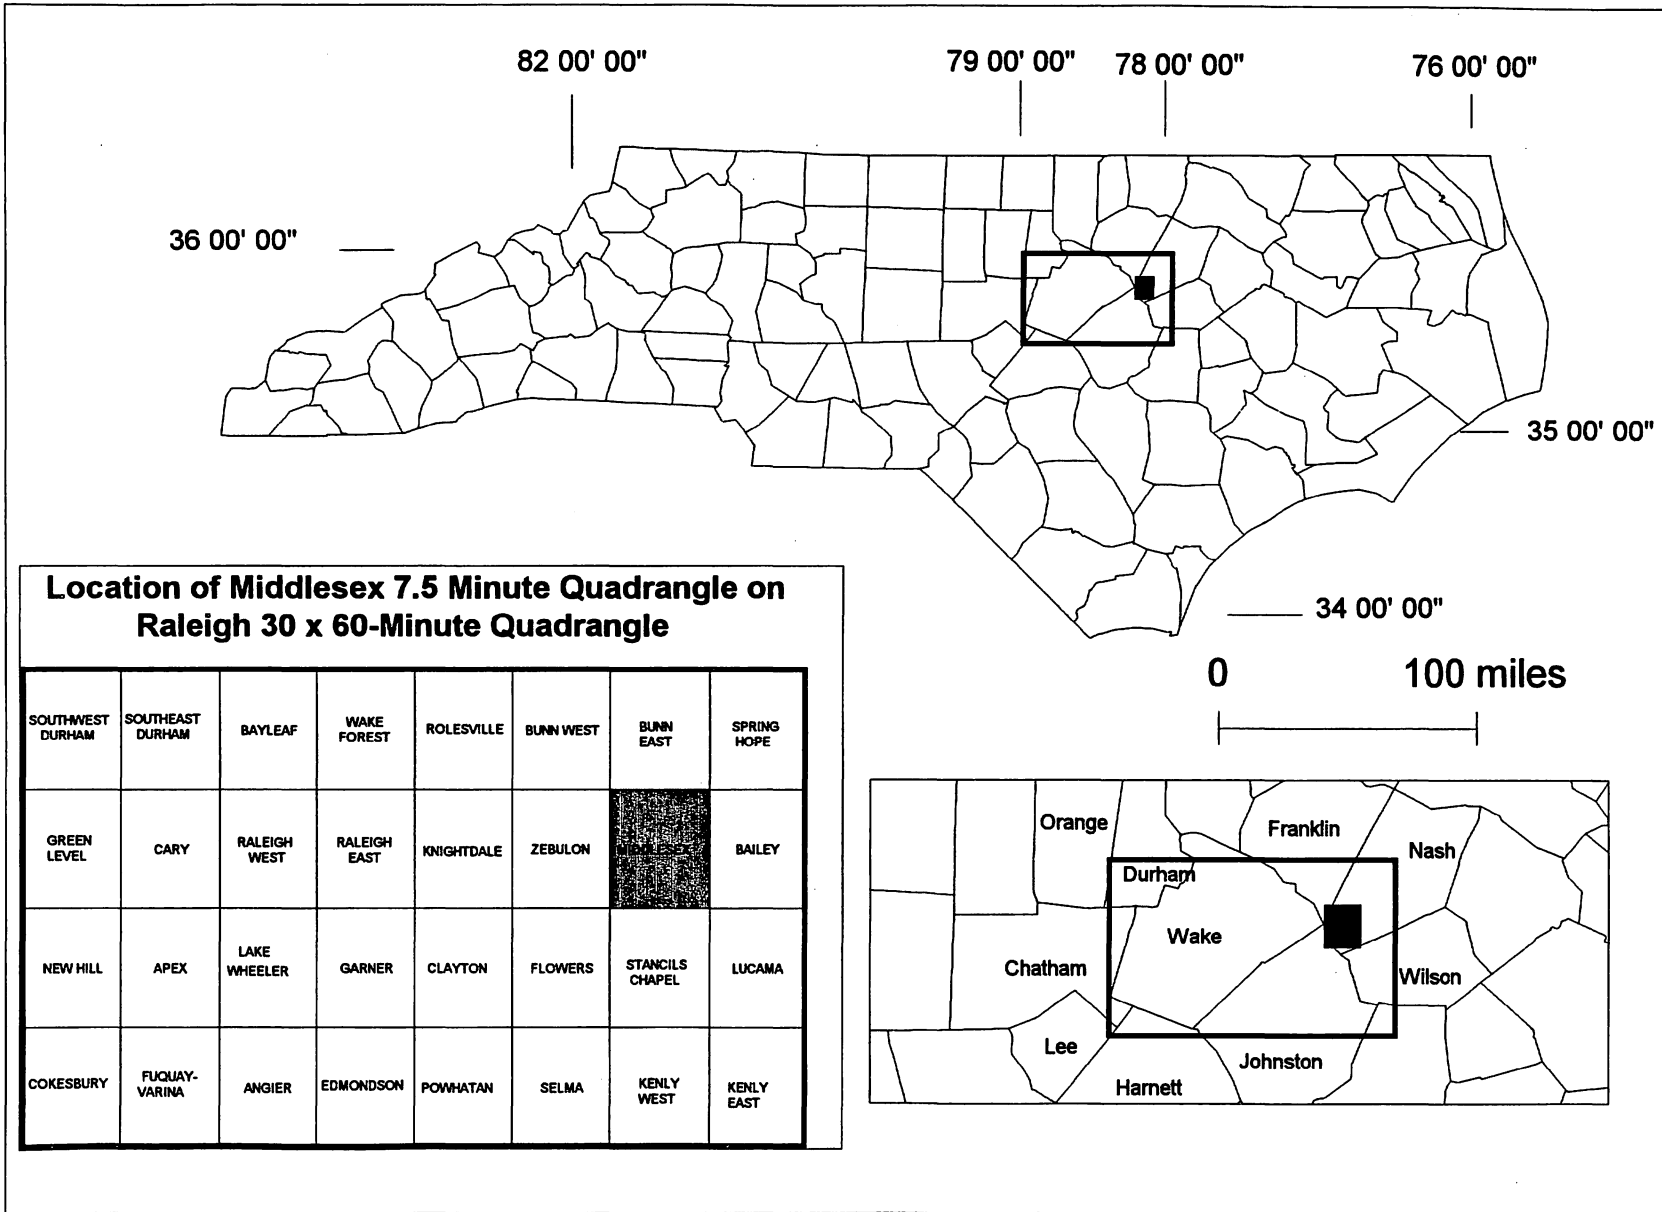 82 00' 00"
79 00' 00"
78 00' 00"
76 00' 00"
36 00' 00"
35 00' 00"
34 00' 00"
0
100 miles
Location of Middlesex 7.5 Minute Quadrangle on
Raleigh 30 x 60-Minute Quadrangle
SOUTHWEST
DURHAM
SOUTHEAST
DURHAM
BAYLEAF
WAKE
FOREST
ROLESVILLE
BUNN WEST
BUNN
EAST
SPRING
HOPE
GREEN
LEVEL
CARY
RALEIGH
WEST
RALEIGH
EAST
KNIGHTDALE
ZEBULON
MIDDLESEX
BAILEY
NEW HILL
APEX
LAKE
WHEELER
GARNER
CLAYTON
FLOWERS
STANCILS
CHAPEL
LUCAMA
COKESBURY
FUQUAY-
VARINA
ANGIER
EDMONDSON
POWHATAN
SELMA
KENLY
WEST
KENLY
EAST
Orange
Franklin
Nash
Durham
Wake
Chatham
Wilson
Lee
Johnston
Harnett